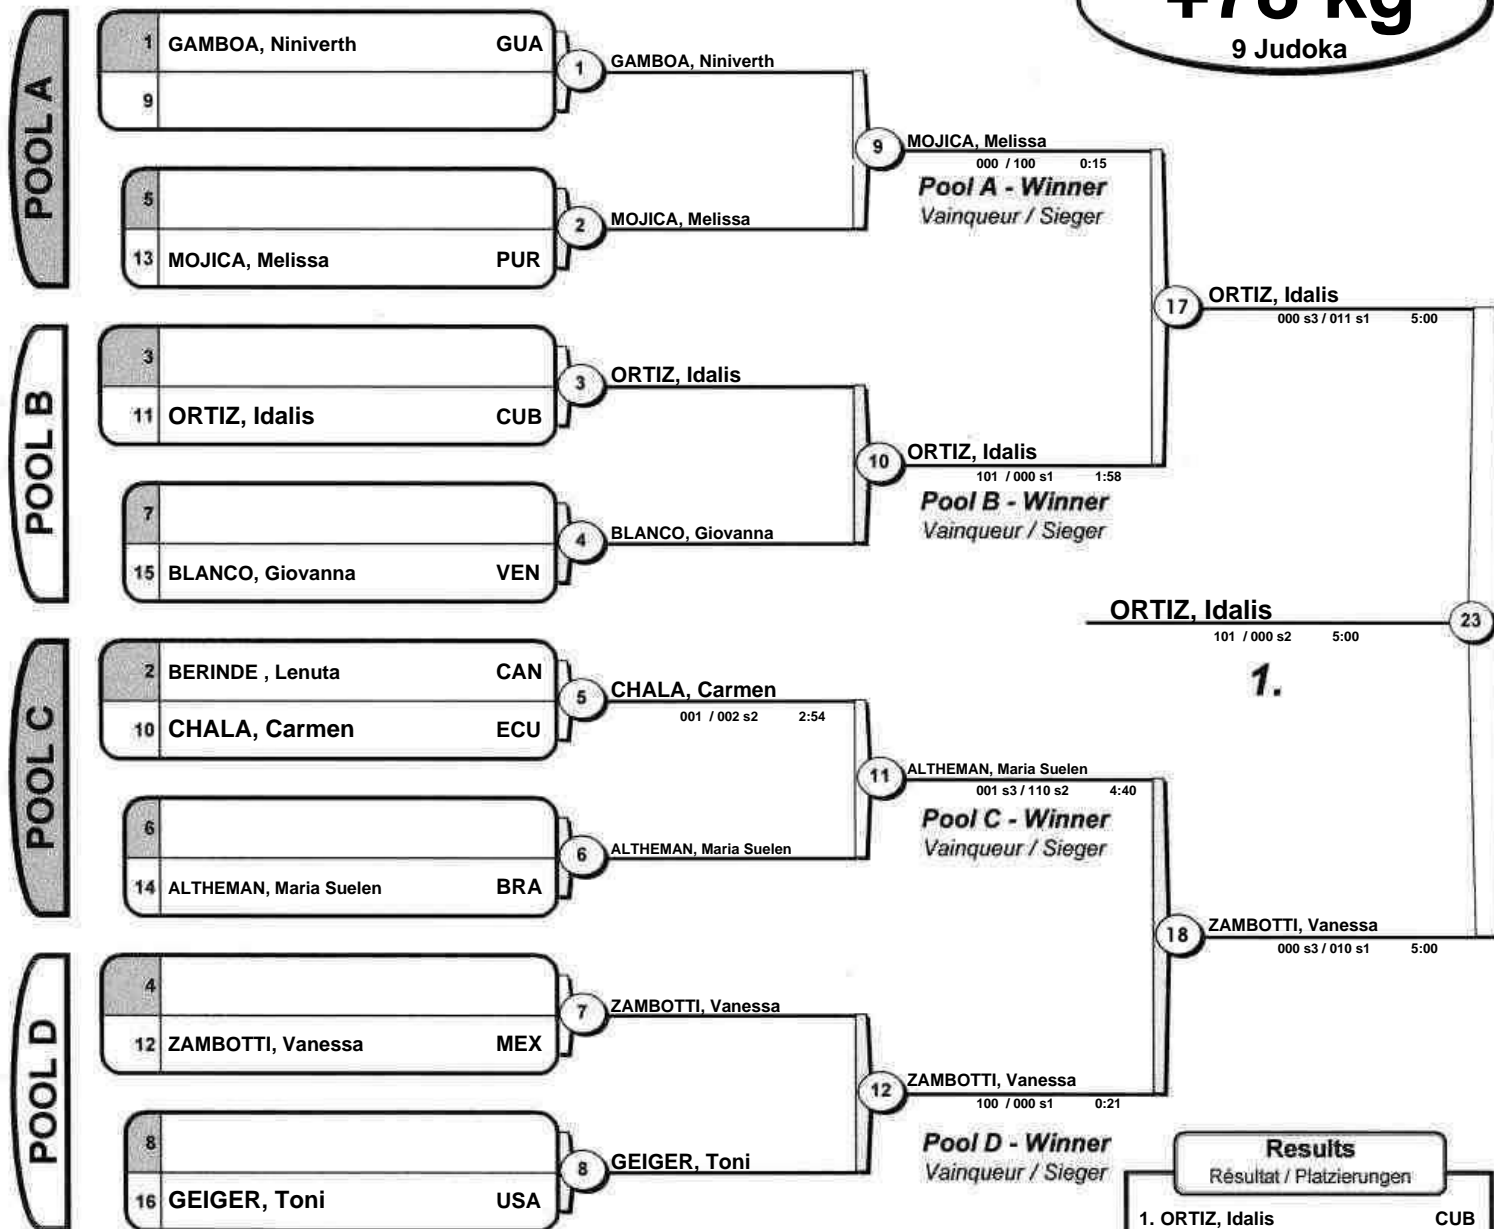 +78 kg
9 Judoka
POOL A
1 GAMBOA, Niniverth GUA
9
5
13 MOJICA, Melissa PUR
1 GAMBOA, Niniverth
2 MOJICA, Melissa
9 MOJICA, Melissa
000 / 100 0:15
Pool A - Winner
Vainqueur / Sieger
POOL B
3
11 ORTIZ, Idalis CUB
7
15 BLANCO, Giovanna VEN
3 ORTIZ, Idalis
4 BLANCO, Giovanna
10 ORTIZ, Idalis
101 / 000 s1 1:58
Pool B - Winner
Vainqueur / Sieger
17 ORTIZ, Idalis
000 s3 / 011 s1 5:00
ORTIZ, Idalis 23
101 / 000 s2 5:00
1.
POOL C
2 BERINDE , Lenuta CAN
10 CHALA, Carmen ECU
6
14 ALTHEMAN, Maria Suelen BRA
5 CHALA, Carmen
001 / 002 s2 2:54
6 ALTHEMAN, Maria Suelen
11 ALTHEMAN, Maria Suelen
001 s3 / 110 s2 4:40
Pool C - Winner
Vainqueur / Sieger
18 ZAMBOTTI, Vanessa
000 s3 / 010 s1 5:00
POOL D
4
12 ZAMBOTTI, Vanessa MEX
8
16 GEIGER, Toni USA
7 ZAMBOTTI, Vanessa
8 GEIGER, Toni
12 ZAMBOTTI, Vanessa
100 / 000 s1 0:21
Pool D - Winner
Vainqueur / Sieger
Results
Résultat / Platzierungen
1. ORTIZ, Idalis CUB